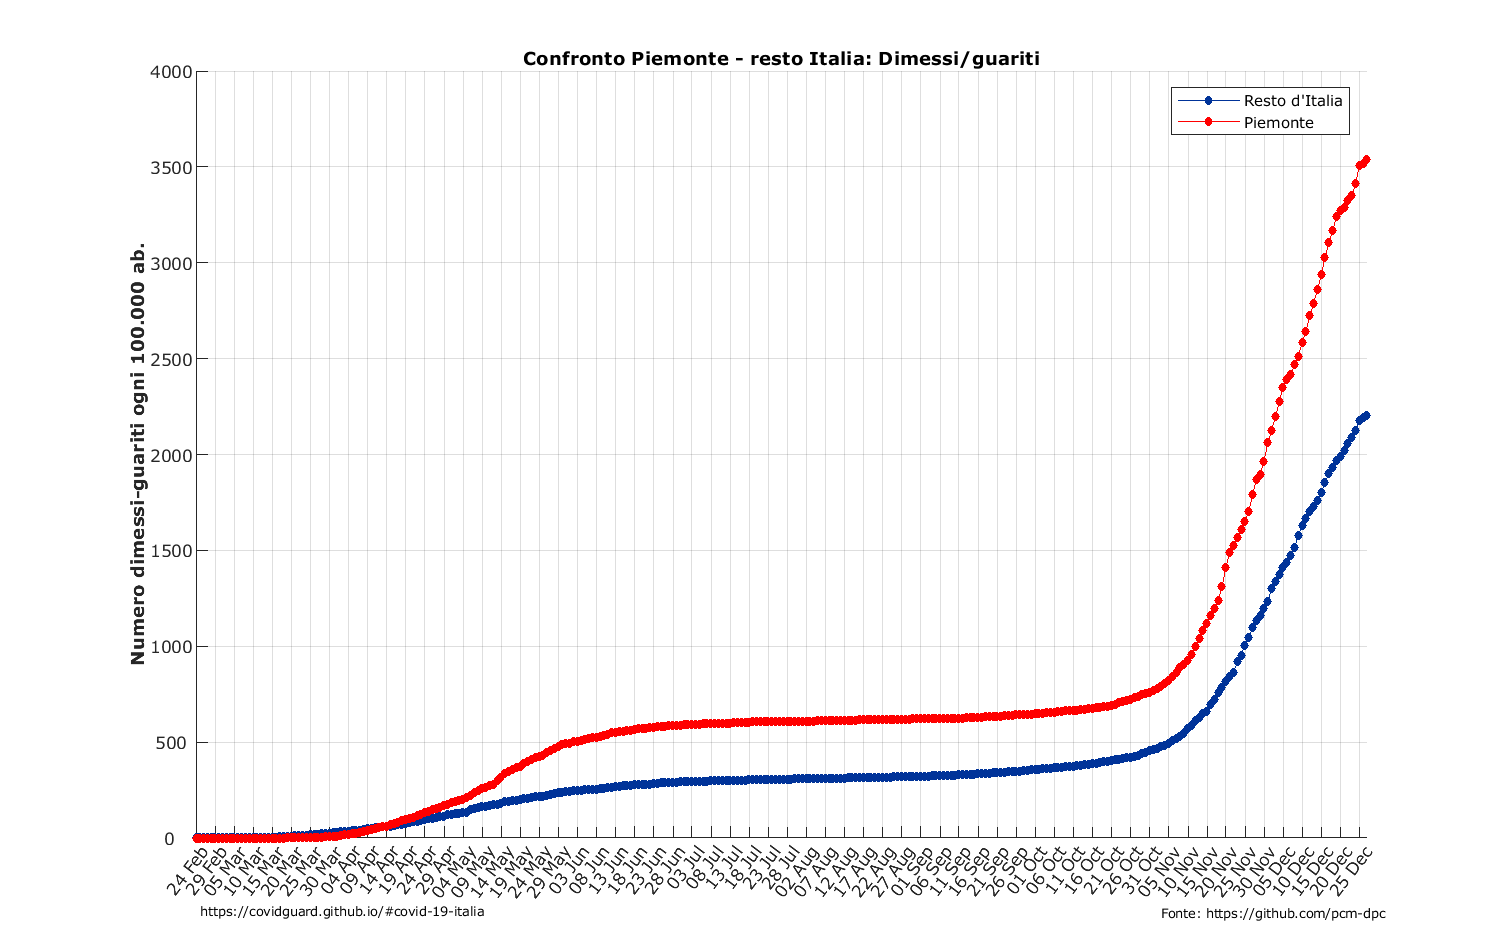 Confronto Piemonte - resto Italia: Dimessi/guariti
Resto d'Italia
Piemonte
Numero dimessi-guariti ogni 100.000 ab.
4000
3500
3000
2500
2000
1500
1000
500
0
24 Feb
29 Feb
05 Mar
10 Mar
15 Mar
20 Mar
25 Mar
30 Mar
04 Apr
09 Apr
14 Apr
19 Apr
24 Apr
29 Apr
04 May
09 May
14 May
19 May
24 May
29 May
03 Jun
08 Jun
13 Jun
18 Jun
23 Jun
28 Jun
03 Jul
08 Jul
13 Jul
18 Jul
23 Jul
28 Jul
02 Aug
07 Aug
12 Aug
17 Aug
22 Aug
27 Aug
01 Sep
06 Sep
11 Sep
16 Sep
21 Sep
26 Sep
01 Oct
06 Oct
11 Oct
16 Oct
21 Oct
26 Oct
31 Oct
05 Nov
10 Nov
15 Nov
20 Nov
25 Nov
30 Nov
05 Dec
10 Dec
15 Dec
20 Dec
25 Dec
https://covidguard.github.io/#covid-19-italia
Fonte: https://github.com/pcm-dpc